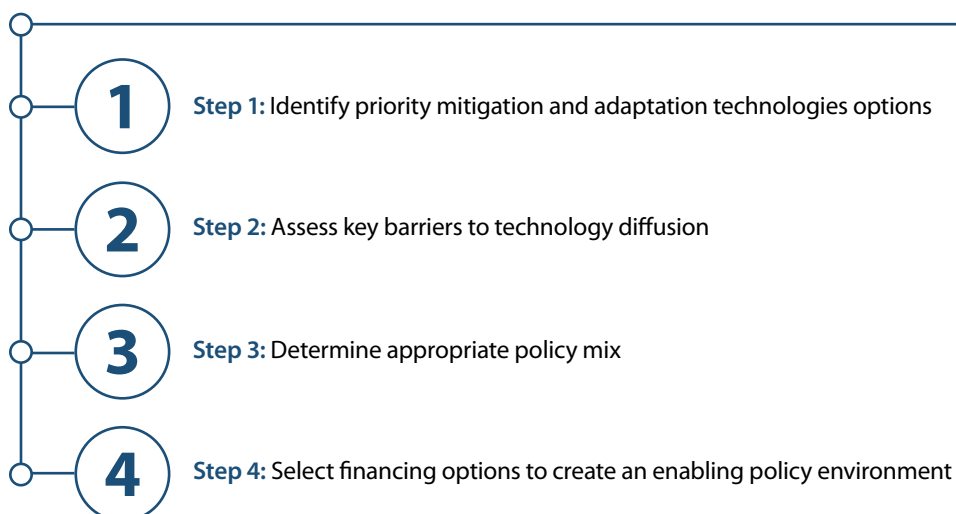 1
Step 1: Identify priority mitigation and adaptation technologies options
2
Step 2: Assess key barriers to technology diffusion
3
Step 3: Determine appropriate policy mix
4
Step 4: Select financing options to create an enabling policy environment